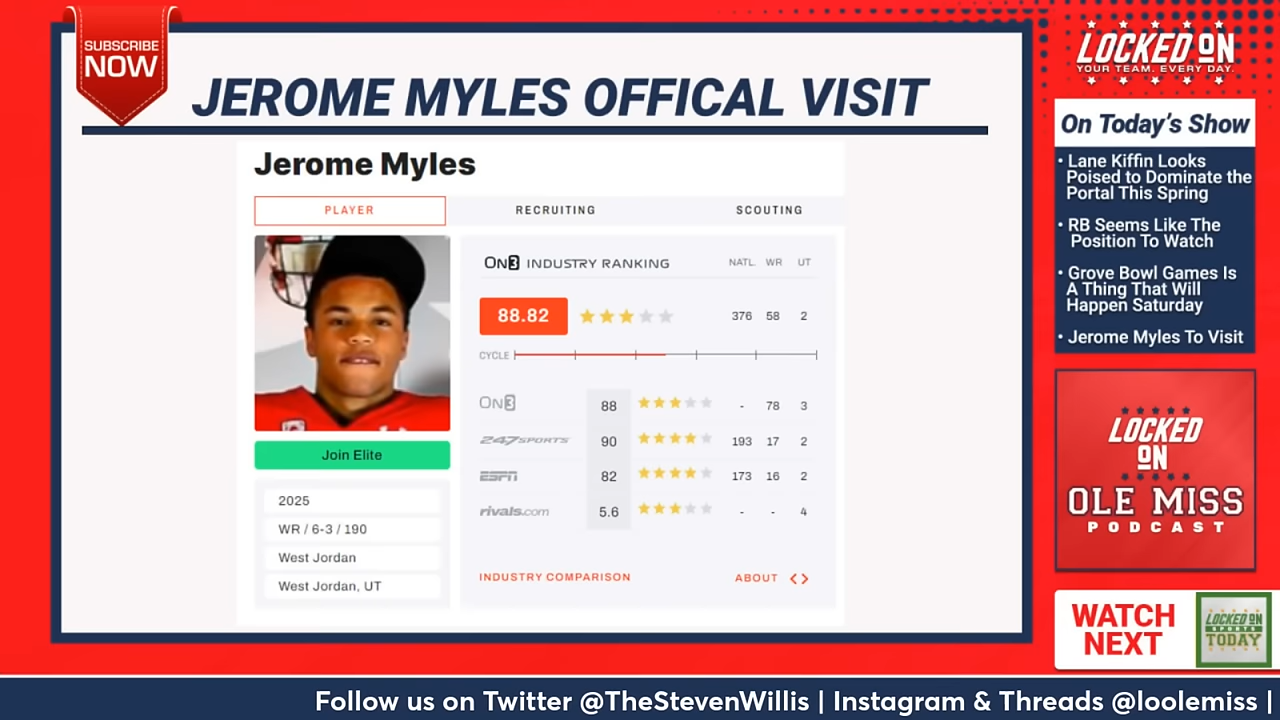 SUBSCRIBE
NOW
JEROME MYLES OFFICAL VISIT
Jerome Myles
PLAYER RECRUITING SCOUTING
On3 INDUSTRY RANKING NATL. WR UT
88.82 376 58 2
CYCLE
On3 88 - 78 3
247SPORTS 90 193 17 2
ESPN 82 173 16 2
rivals.com 5.6 - - 4
INDUSTRY COMPARISON ABOUT
Join Elite
2025
WR / 6-3 / 190
West Jordan
West Jordan, UT
LOCKED ON
YOUR TEAM. EVERY DAY.
On Today's Show
• Lane Kiffin Looks
Poised to Dominate the
Portal This Spring
• RB Seems Like The
Position To Watch
• Grove Bowl Games Is
A Thing That Will
Happen Saturday
• Jerome Myles To Visit
LOCKED
ON
OLE MISS
PODCAST
WATCH
NEXT
LOCKED ON
SPORTS
TODAY
Follow us on Twitter @TheStevenWillis | Instagram & Threads @loolemiss |